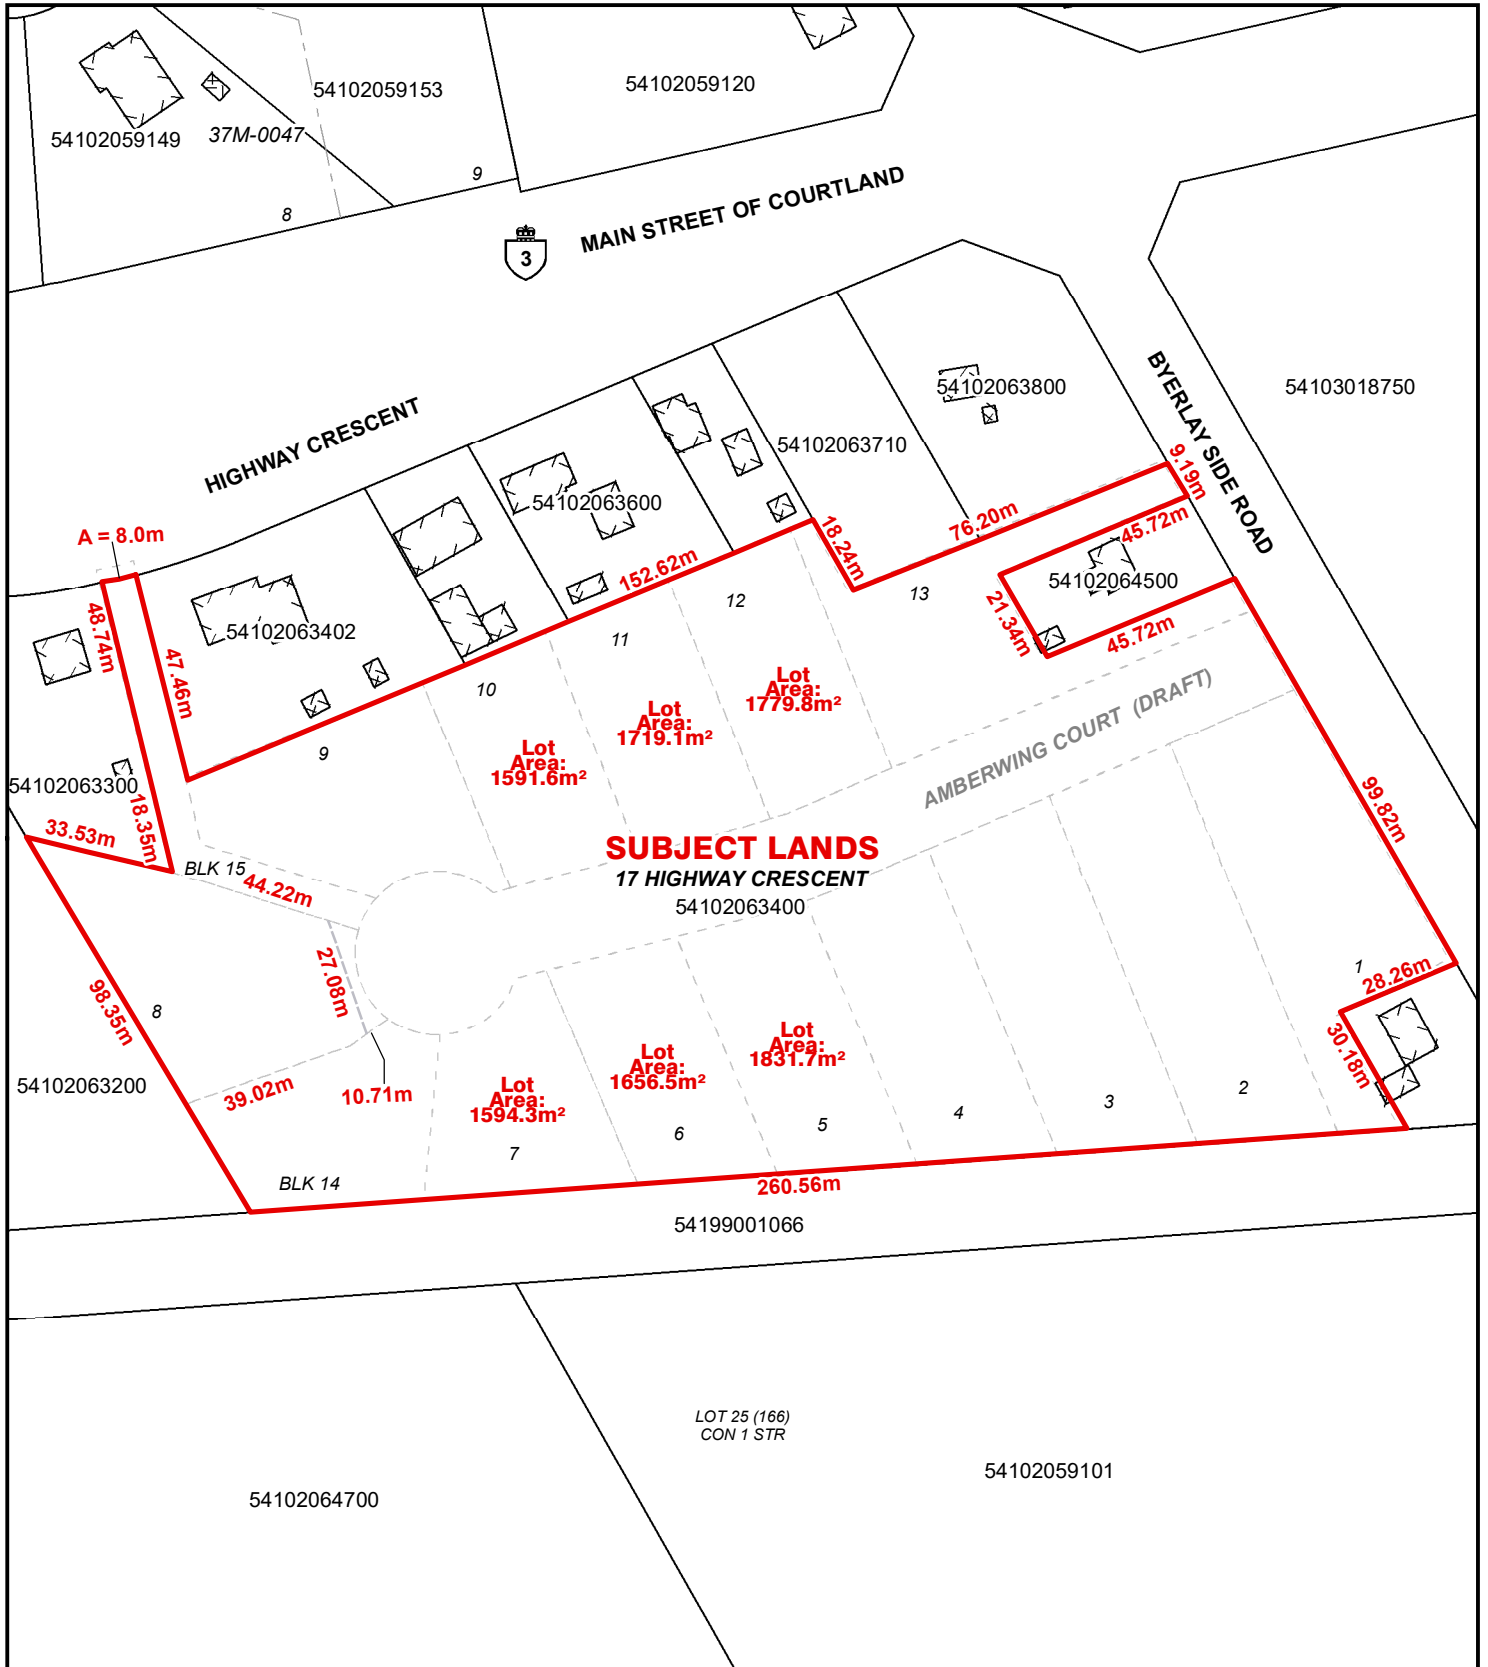 54102059153
54102059120
54102059149
37M-0047
9
8
MAIN STREET OF COURTLAND
3
HIGHWAY CRESCENT
BYERLAY SIDE ROAD
54103018750
54102063800
54102063710
54102063600
9.19m
76.20m
45.72m
18.24m
A = 8.0m
152.62m
54102064500
13
12
21.34m
45.72m
48.74m
54102063402
47.46m
11
10
9
Lot
Area:
1779.8m²
Lot
Area:
1719.1m²
Lot
Area:
1591.6m²
AMBERWING COURT (DRAFT)
54102063300
18.35m
33.53m
99.82m
SUBJECT LANDS
17 HIGHWAY CRESCENT
54102063400
BLK 15
44.22m
27.08m
98.35m
8
1
28.26m
30.18m
54102063200
39.02m
10.71m
Lot
Area:
1594.3m²
Lot
Area:
1656.5m²
Lot
Area:
1831.7m²
7
6
5
4
3
2
BLK 14
260.56m
54199001066
LOT 25 (166)
CON 1 STR
54102059101
54102064700